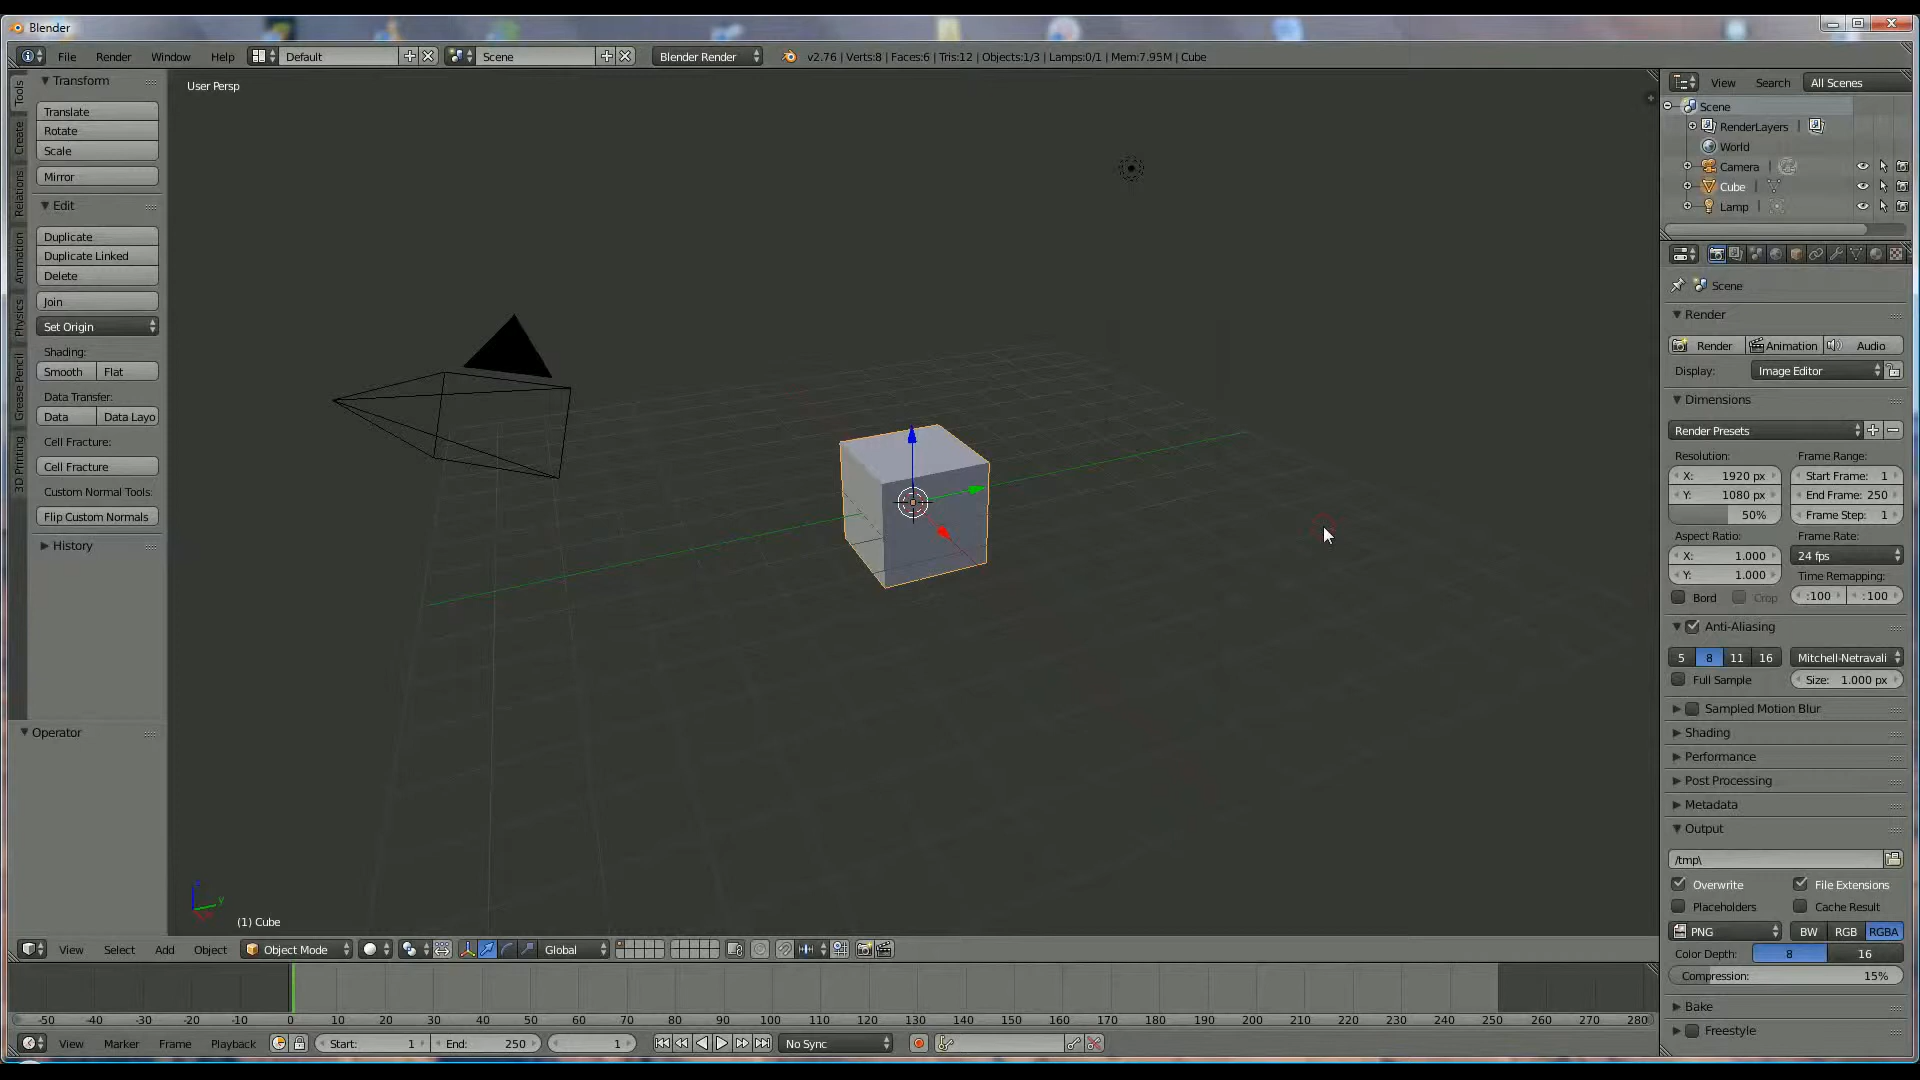 Blender
File Render Window Help Default Scene Blender Render v2.76 | Verts:8 | Faces:6 | Tris:12 | Objects:1/3 | Lamps:0/1 | Mem:7.95M | Cube
User Persp
Tools
Create
Relations
Animation
Physics
Grease Pencil
3D Printing
Transform
Translate
Rotate
Scale
Mirror
Edit
Duplicate
Duplicate Linked
Delete
Join
Set Origin
Shading:
Smooth Flat
Data Transfer:
Data Data Layo
Cell Fracture:
Cell Fracture
Custom Normal Tools:
Flip Custom Normals
History
Operator
(1) Cube
View Search All Scenes
Scene
RenderLayers |
World
Camera |
Cube |
Lamp |
Scene
Render
Render Animation Audio
Display: Image Editor
Dimensions
Render Presets
Resolution: Frame Range:
X: 1920 px Start Frame: 1
Y: 1080 px End Frame: 250
50% Frame Step: 1
Aspect Ratio: Frame Rate:
X: 1.000 24 fps
Y: 1.000 Time Remapping:
Bord Crop :100 :100
Anti-Aliasing
5 8 11 16 Mitchell-Netravali
Full Sample Size: 1.000 px
Sampled Motion Blur
Shading
Performance
Post Processing
Metadata
Output
/tmp\
Overwrite File Extensions
Placeholders Cache Result
PNG BW RGB RGBA
Color Depth: 8 16
Compression: 15%
Bake
Freestyle
View Select Add Object Object Mode Global
-50 -40 -30 -20 -10 0 10 20 30 40 50 60 70 80 90 100 110 120 130 140 150 160 170 180 190 200 210 220 230 240 250 260 270 280
View Marker Frame Playback Start: 1 End: 250 1 No Sync